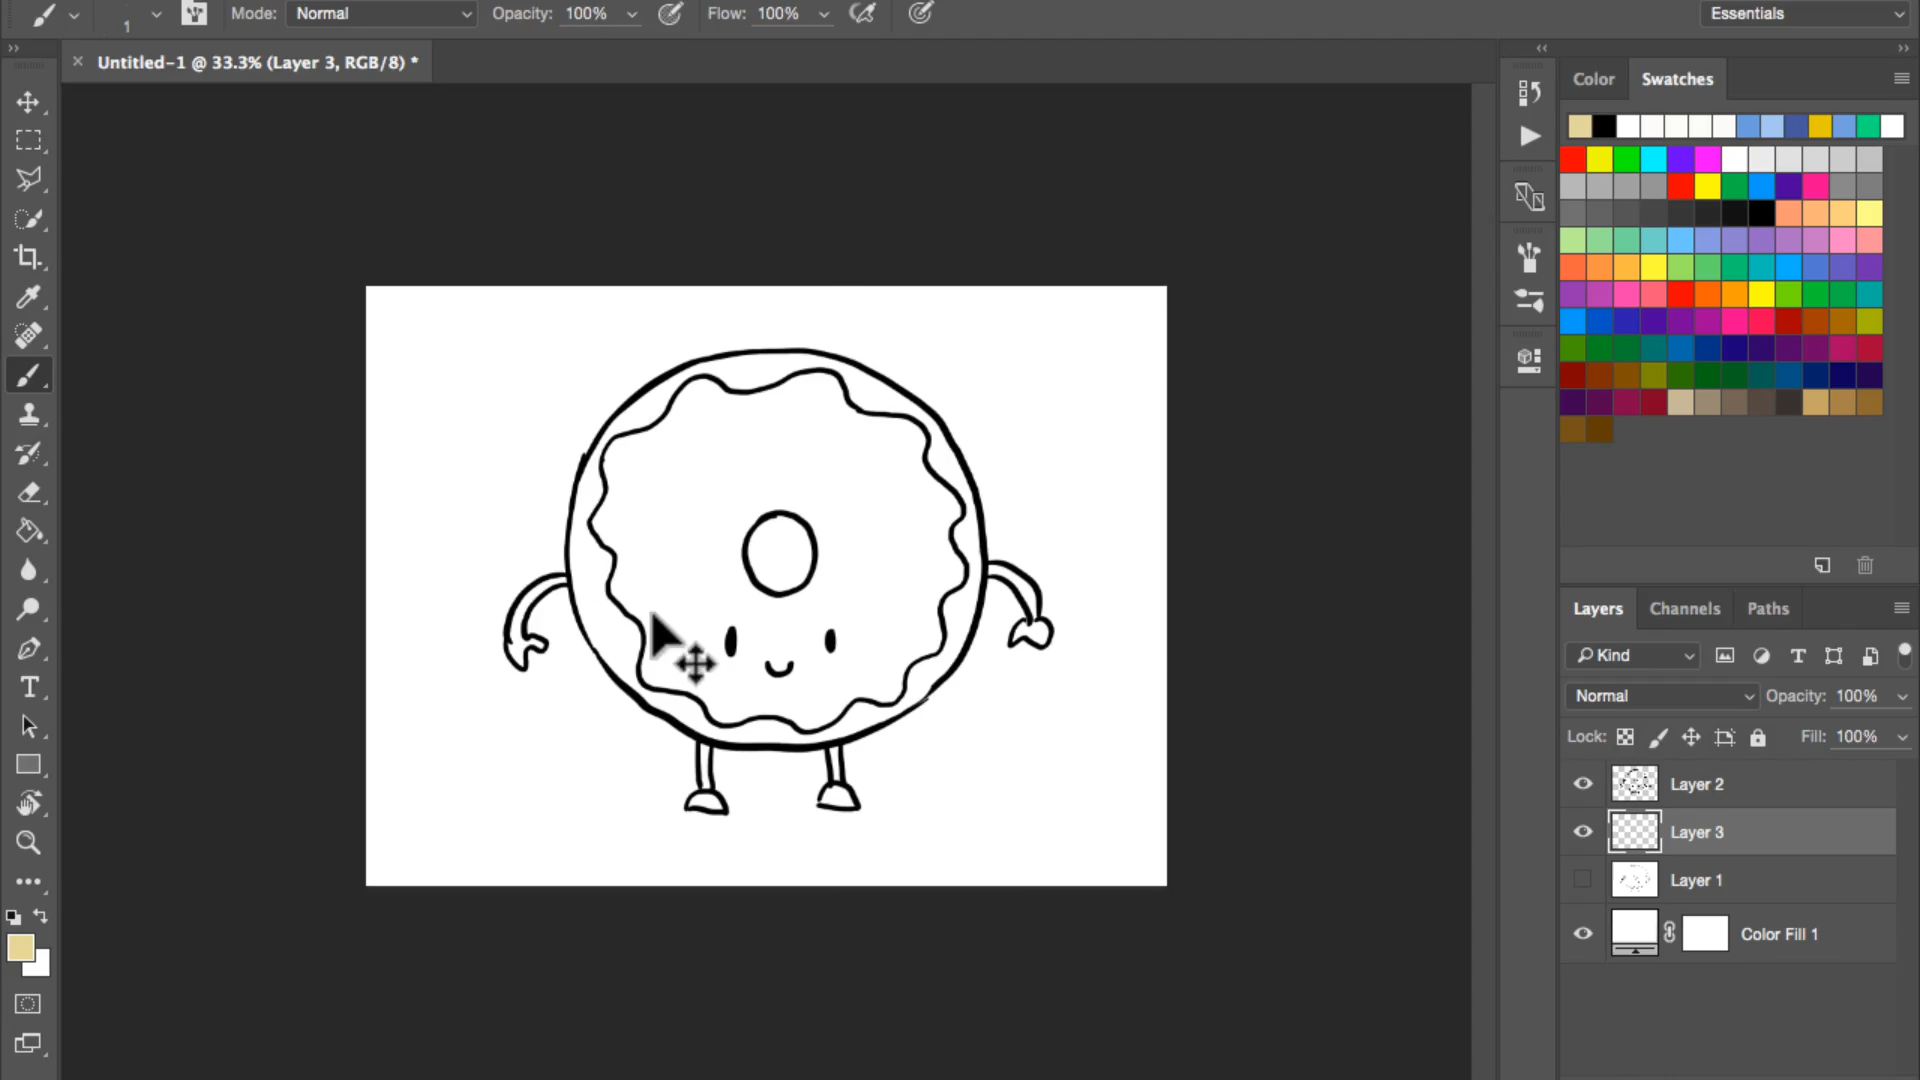 1 Mode: Normal Opacity: 100% Flow: 100% Essentials
Untitled-1 @ 33.3% (Layer 3, RGB/8) *
Color Swatches
Layers Channels Paths
Kind
Normal Opacity: 100%
Lock: Fill: 100%
Layer 2
Layer 3
Layer 1
Color Fill 1